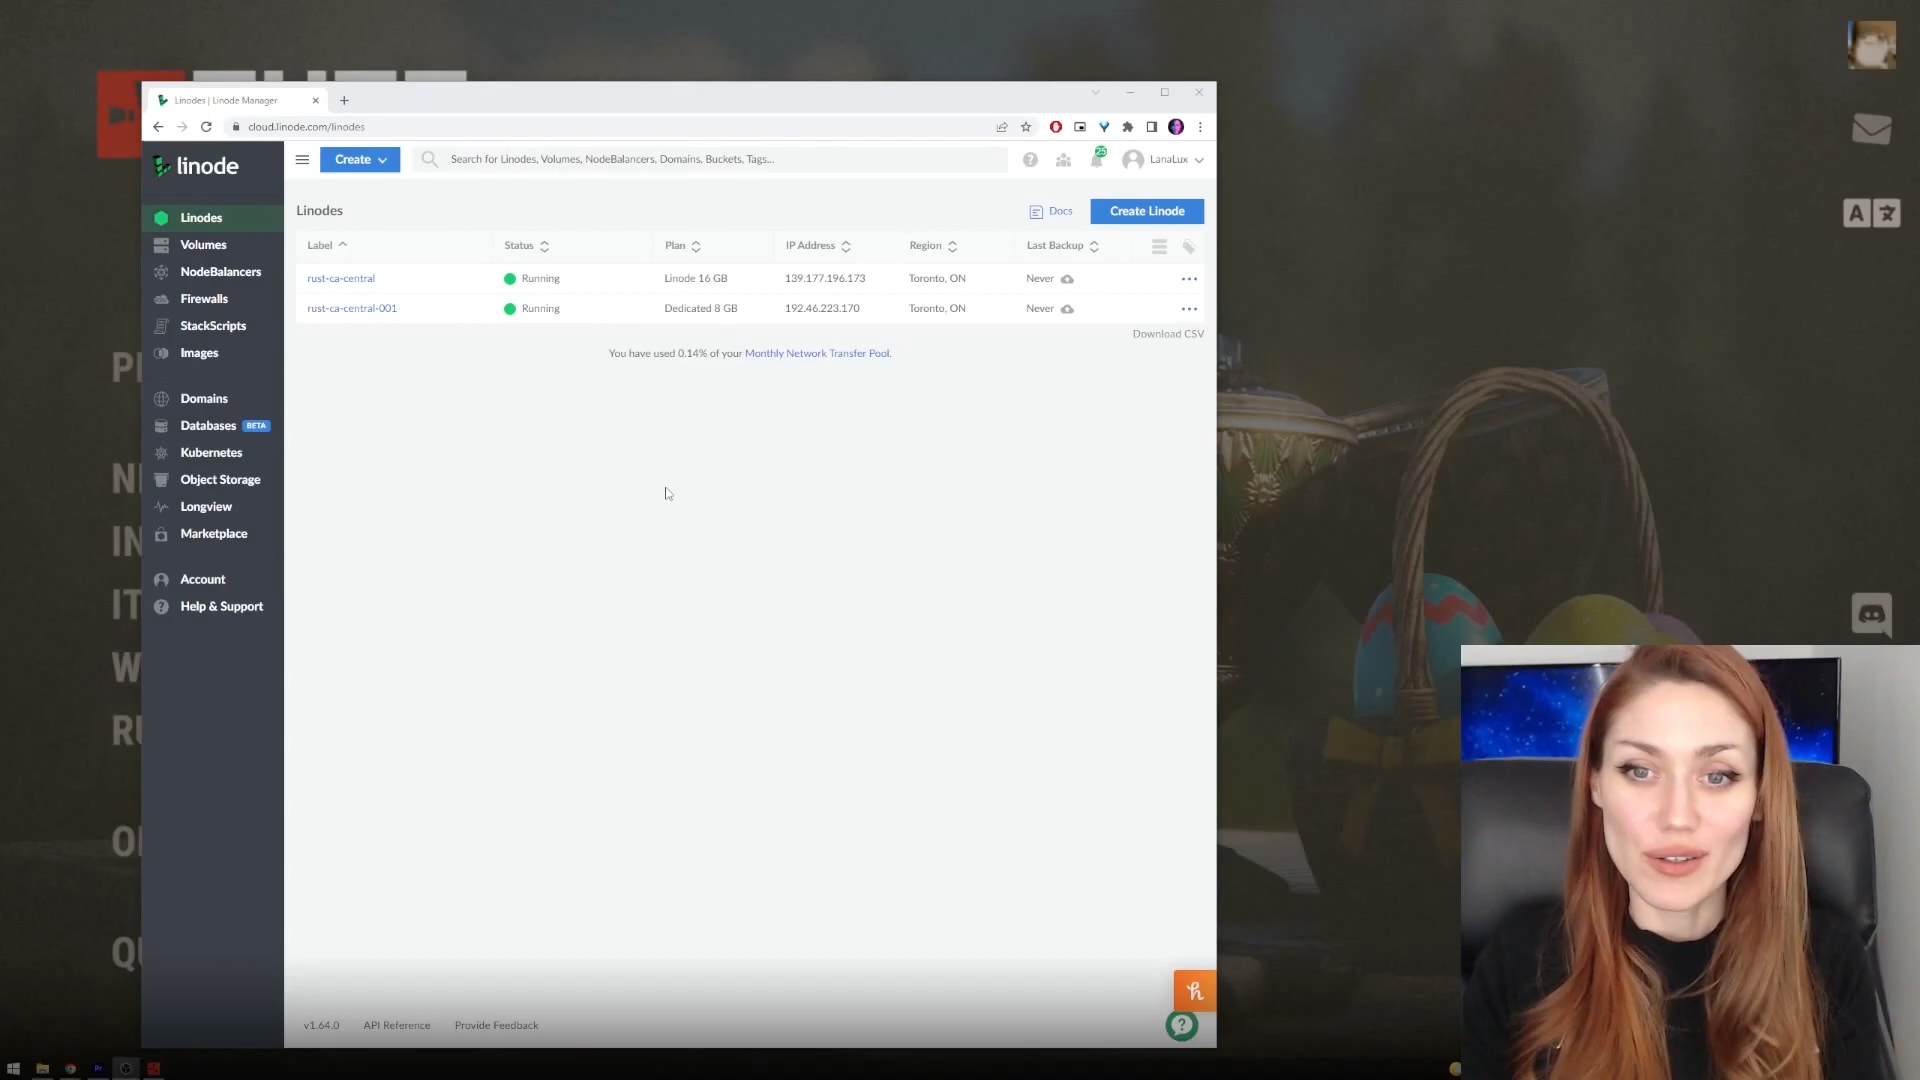 Linodes | Linode Manager
cloud.linode.com/linodes
linode
Create
Search for Linodes, Volumes, NodeBalancers, Domains, Buckets, Tags...
25
LanaLux
Linodes
Volumes
NodeBalancers
Firewalls
StackScripts
Images
Domains
Databases BETA
Kubernetes
Object Storage
Longview
Marketplace
Account
Help & Support
Linodes
Docs
Create Linode
Label Status Plan IP Address Region Last Backup
rust-ca-central Running Linode 16 GB 139.177.196.173 Toronto, ON Never
rust-ca-central-001 Running Dedicated 8 GB 192.46.223.170 Toronto, ON Never
Download CSV
You have used 0.14% of your Monthly Network Transfer Pool.
v1.64.0 API Reference Provide Feedback
h
?
A
Pr